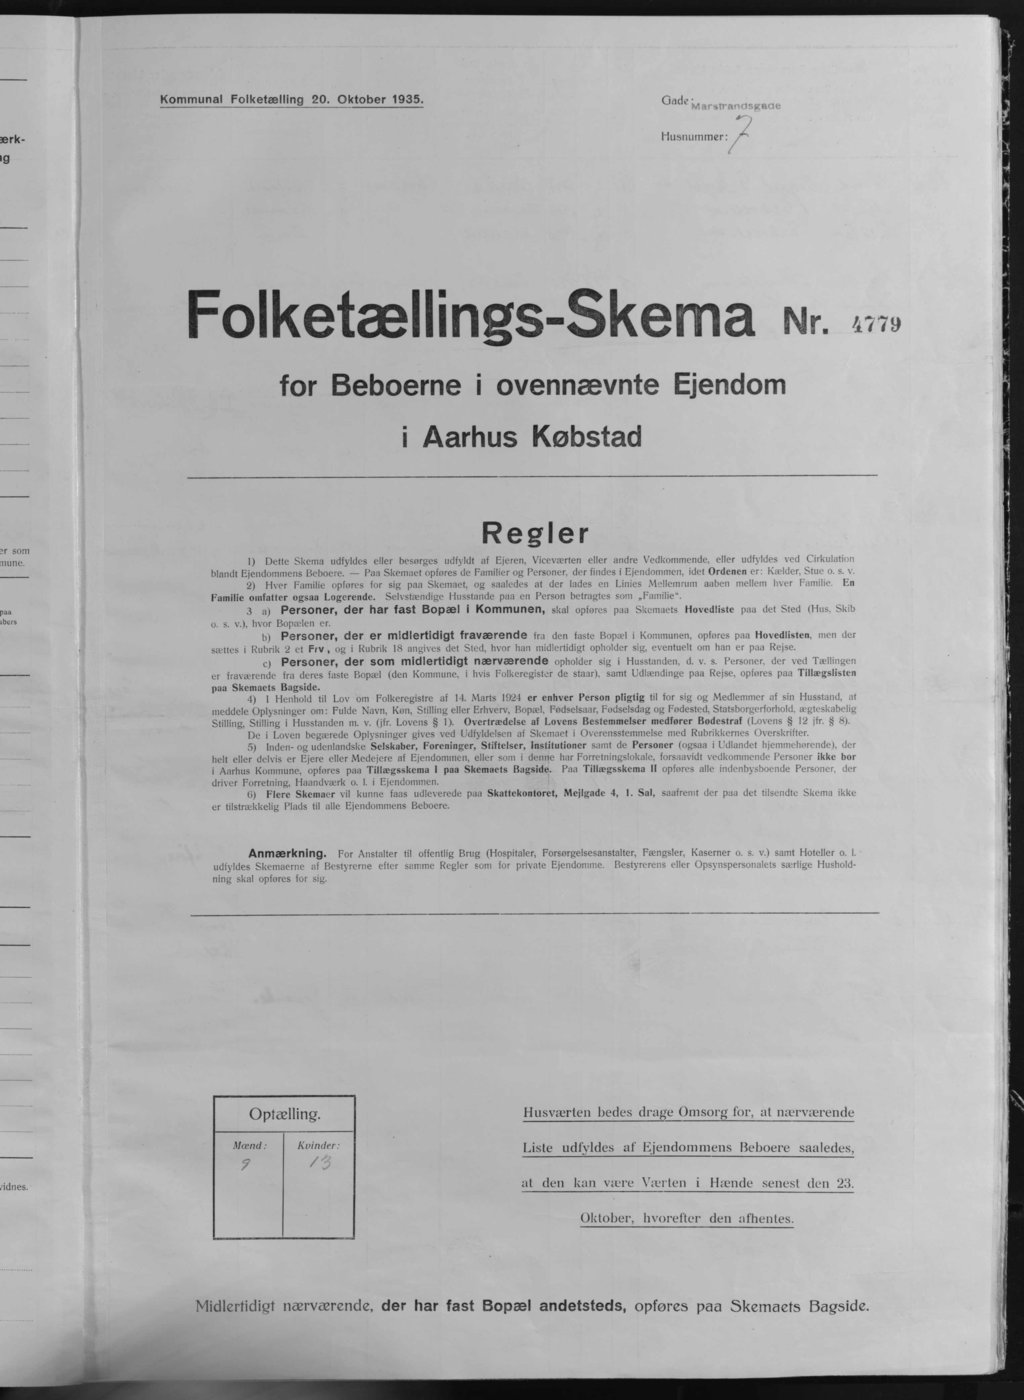 Kommunal Folketælling 20. Oktober 1935.
Gade: Marstrandsgade
Husnummer: 7
Folketællings-Skema Nr. 4779
for Beboerne i ovennævnte Ejendom
i Aarhus Købstad
Regler
1) Dette Skema udfyldes eller besørges udfyldt af Ejeren, Viceværten eller andre Vedkommende, eller udfyldes ved Cirkulation
blandt Ejendommens Beboere. — Paa Skemaet opføres de Familier og Personer, der findes i Ejendommen, idet Ordenen er: Kælder, Stue o. s. v.
2) Hver Familie opføres for sig paa Skemaet, og saaledes at der lades en Linies Mellemrum aaben mellem hver Familie. En
Familie omfatter ogsaa Logerende. Selvstændige Husstande paa en Person betragtes som „Familie".
3 a) Personer, der har fast Bopæl i Kommunen, skal opføres paa Skemaets Hovedliste paa det Sted (Hus, Skib
o. s. v.), hvor Bopælen er.
b) Personer, der er midlertidigt fraværende fra den faste Bopæl i Kommunen, opføres paa Hovedlisten, men der
sættes i Rubrik 2 et Frv, og i Rubrik 18 angives det Sted, hvor han midlertidigt opholder sig, eventuelt om han er paa Rejse.
c) Personer, der som midlertidigt nærværende opholder sig i Husstanden, d. v. s. Personer, der ved Tællingen
er fraværende fra deres faste Bopæl (den Kommune, i hvis Folkeregister de staar), samt Udlændinge paa Rejse, opføres paa Tillægslisten
paa Skemaets Bagside.
4) I Henhold til Lov om Folkeregistre af 14. Marts 1924 er enhver Person pligtig til for sig og Medlemmer af sin Husstand, at
meddele Oplysninger om: Fulde Navn, Køn, Stilling eller Erhverv, Bopæl, Fødselsaar, Fødselsdag og Fødested, Statsborgerforhold, ægteskabelig
Stilling, Stilling i Husstanden m. v. (jfr. Lovens § 1). Overtrædelse af Lovens Bestemmelser medfører Bødestraf (Lovens § 12 jfr. § 8).
De i Loven begærede Oplysninger gives ved Udfyldelsen af Skemaet i Overensstemmelse med Rubrikkernes Overskrifter.
5) Inden- og udenlandske Selskaber, Foreninger, Stiftelser, Institutioner samt de Personer (ogsaa i Udlandet hjemmehørende), der
helt eller delvis er Ejere eller Medejere af Ejendommen, eller som i denne har Forretningslokale, forsaavidt vedkommende Personer ikke bor
i Aarhus Kommune, opføres paa Tillægsskema I paa Skemaets Bagside. Paa Tillægsskema II opføres alle indenbysboende Personer, der
driver Forretning, Haandværk o. l. i Ejendommen.
6) Flere Skemaer vil kunne faas udleverede paa Skattekontoret, Mejlgade 4, 1. Sal, saafremt der paa det tilsendte Skema ikke
er tilstrækkelig Plads til alle Ejendommens Beboere.
Anmærkning. For Anstalter til offentlig Brug (Hospitaler, Forsørgelsesanstalter, Fængsler, Kaserner o. s. v.) samt Hoteller o. l.
udfyldes Skemaerne af Bestyrerne efter samme Regler som for private Ejendomme. Bestyrerens eller Opsynspersonalets særlige Hushold-
ning skal opføres for sig.
Optælling.
Mænd: Kvinder:
9 13
Husværten bedes drage Omsorg for, at nærværende
Liste udfyldes af Ejendommens Beboere saaledes,
at den kan være Værten i Hænde senest den 23.
Oktober, hvorefter den afhentes.
Midlertidigt nærværende, der har fast Bopæl andetsteds, opføres paa Skemaets Bagside.